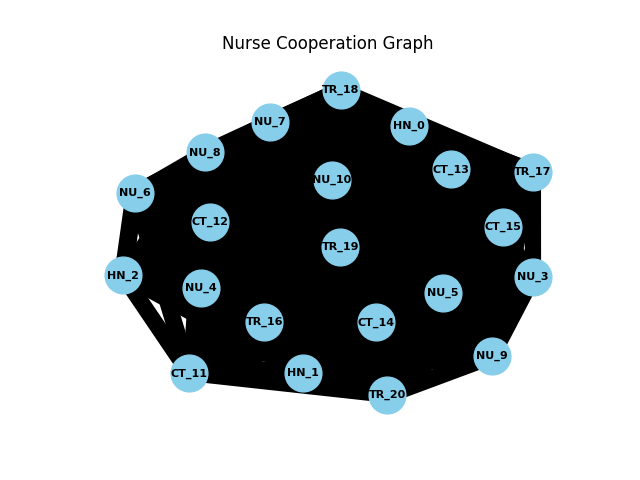 Nurse Cooperation Graph
TR_18
NU_7
HN_0
NU_8
CT_13
TR_17
NU_10
NU_6
CT_12
CT_15
TR_19
HN_2
NU_3
NU_4
NU_5
TR_16
CT_14
NU_9
CT_11
HN_1
TR_20